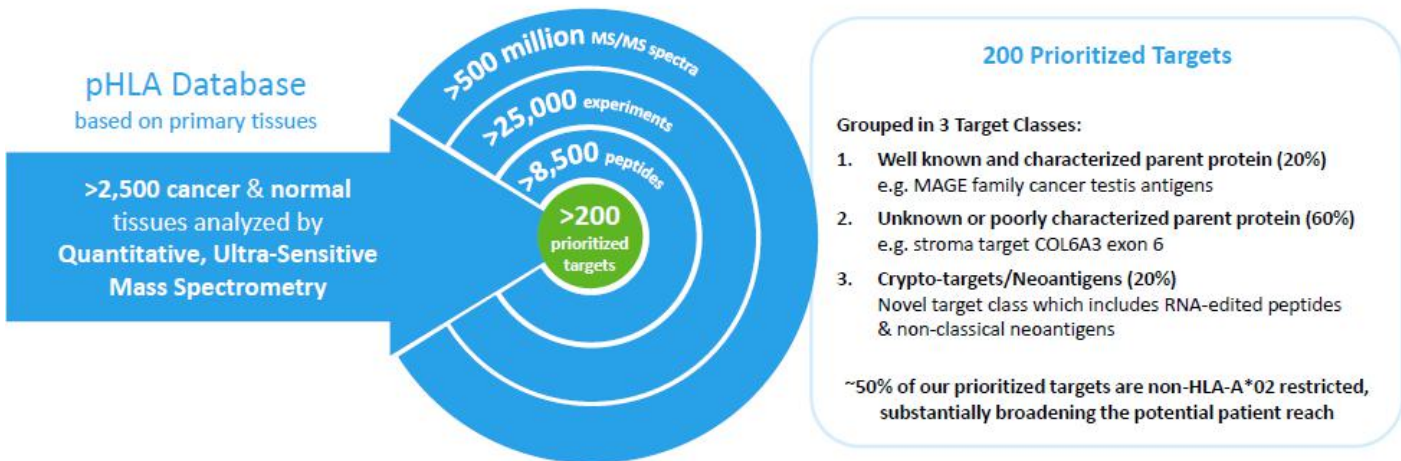 pHLA Database
based on primary tissues
>2,500 cancer & normal
tissues analyzed by
Quantitative, Ultra-Sensitive
Mass Spectrometry
>500 million MS/MS spectra
>25,000 experiments
>8,500 peptides
>200
prioritized
targets
200 Prioritized Targets
Grouped in 3 Target Classes:
1. Well known and characterized parent protein (20%)
e.g. MAGE family cancer testis antigens
2. Unknown or poorly characterized parent protein (60%)
e.g. stroma target COL6A3 exon 6
3. Crypto-targets/Neoantigens (20%)
Novel target class which includes RNA-edited peptides
& non-classical neoantigens
~50% of our prioritized targets are non-HLA-A*02 restricted,
substantially broadening the potential patient reach